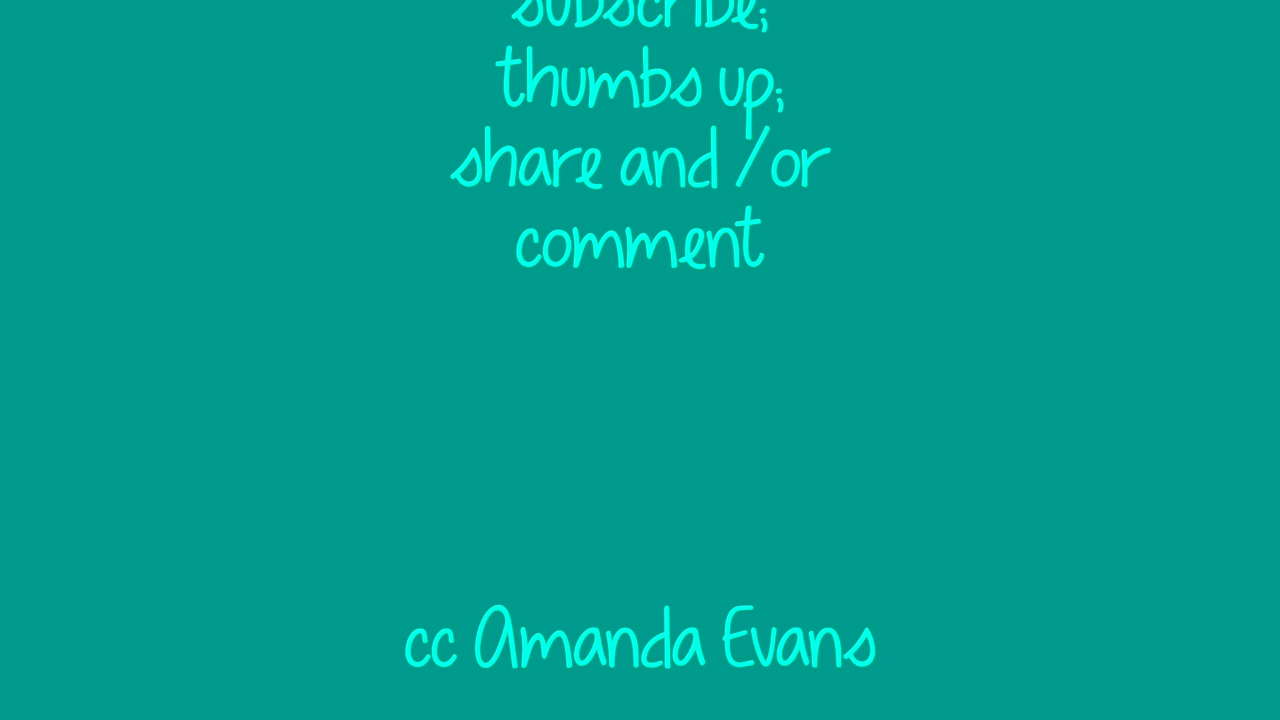 subscribe;
thumbs up;
share and /or
comment
cc Amanda Evans